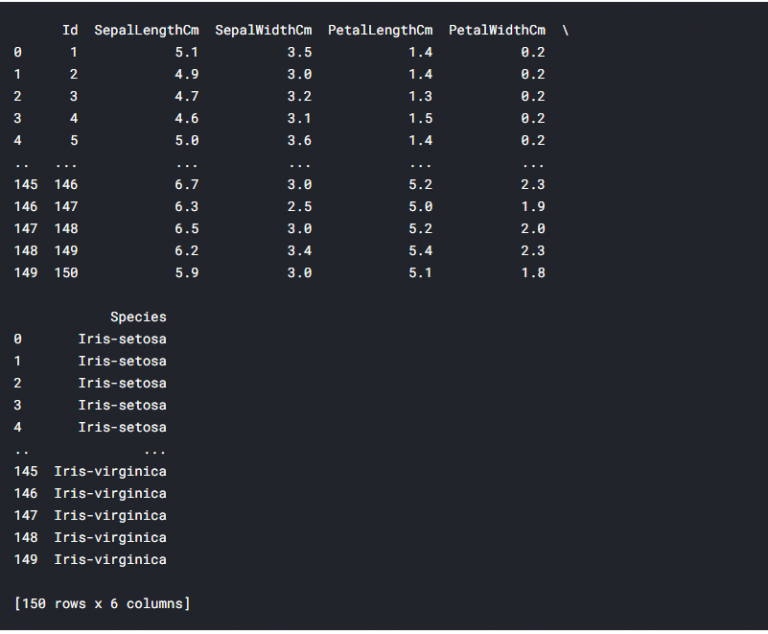 Id SepalLengthCm SepalWidthCm PetalLengthCm PetalWidthCm \
0 1 5.1 3.5 1.4 0.2
1 2 4.9 3.0 1.4 0.2
2 3 4.7 3.2 1.3 0.2
3 4 4.6 3.1 1.5 0.2
4 5 5.0 3.6 1.4 0.2
.. ... ... ... ... ...
145 146 6.7 3.0 5.2 2.3
146 147 6.3 2.5 5.0 1.9
147 148 6.5 3.0 5.2 2.0
148 149 6.2 3.4 5.4 2.3
149 150 5.9 3.0 5.1 1.8
Species
0 Iris-setosa
1 Iris-setosa
2 Iris-setosa
3 Iris-setosa
4 Iris-setosa
.. ...
145 Iris-virginica
146 Iris-virginica
147 Iris-virginica
148 Iris-virginica
149 Iris-virginica
[150 rows x 6 columns]